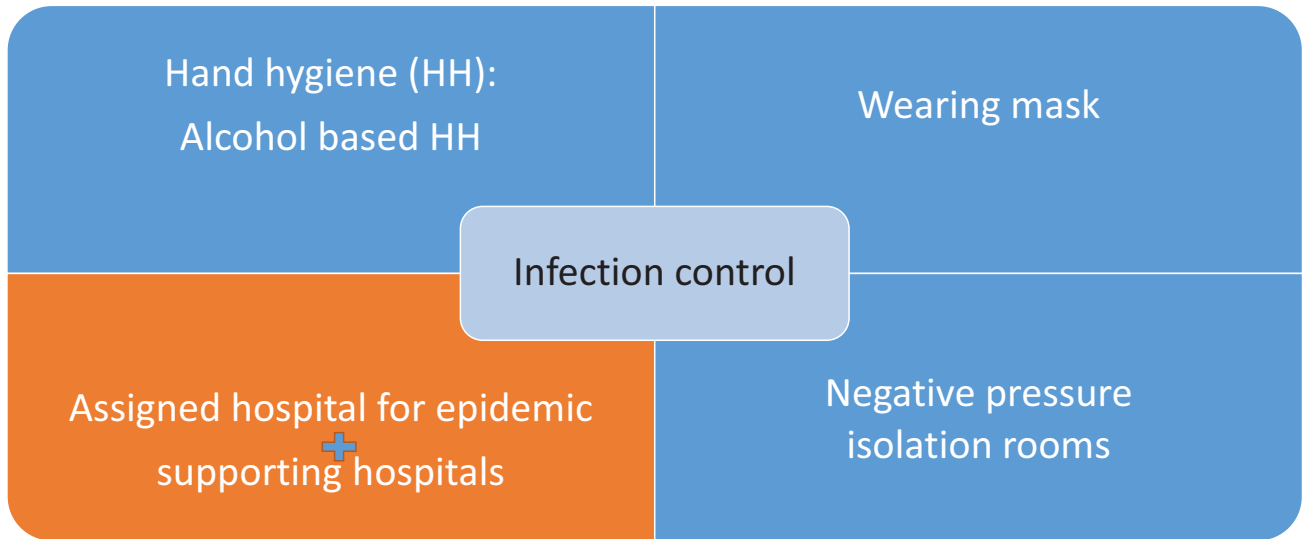 Hand hygiene (HH):
Alcohol based HH
Wearing mask
Infection control
Assigned hospital for epidemic
supporting hospitals
Negative pressure
isolation rooms